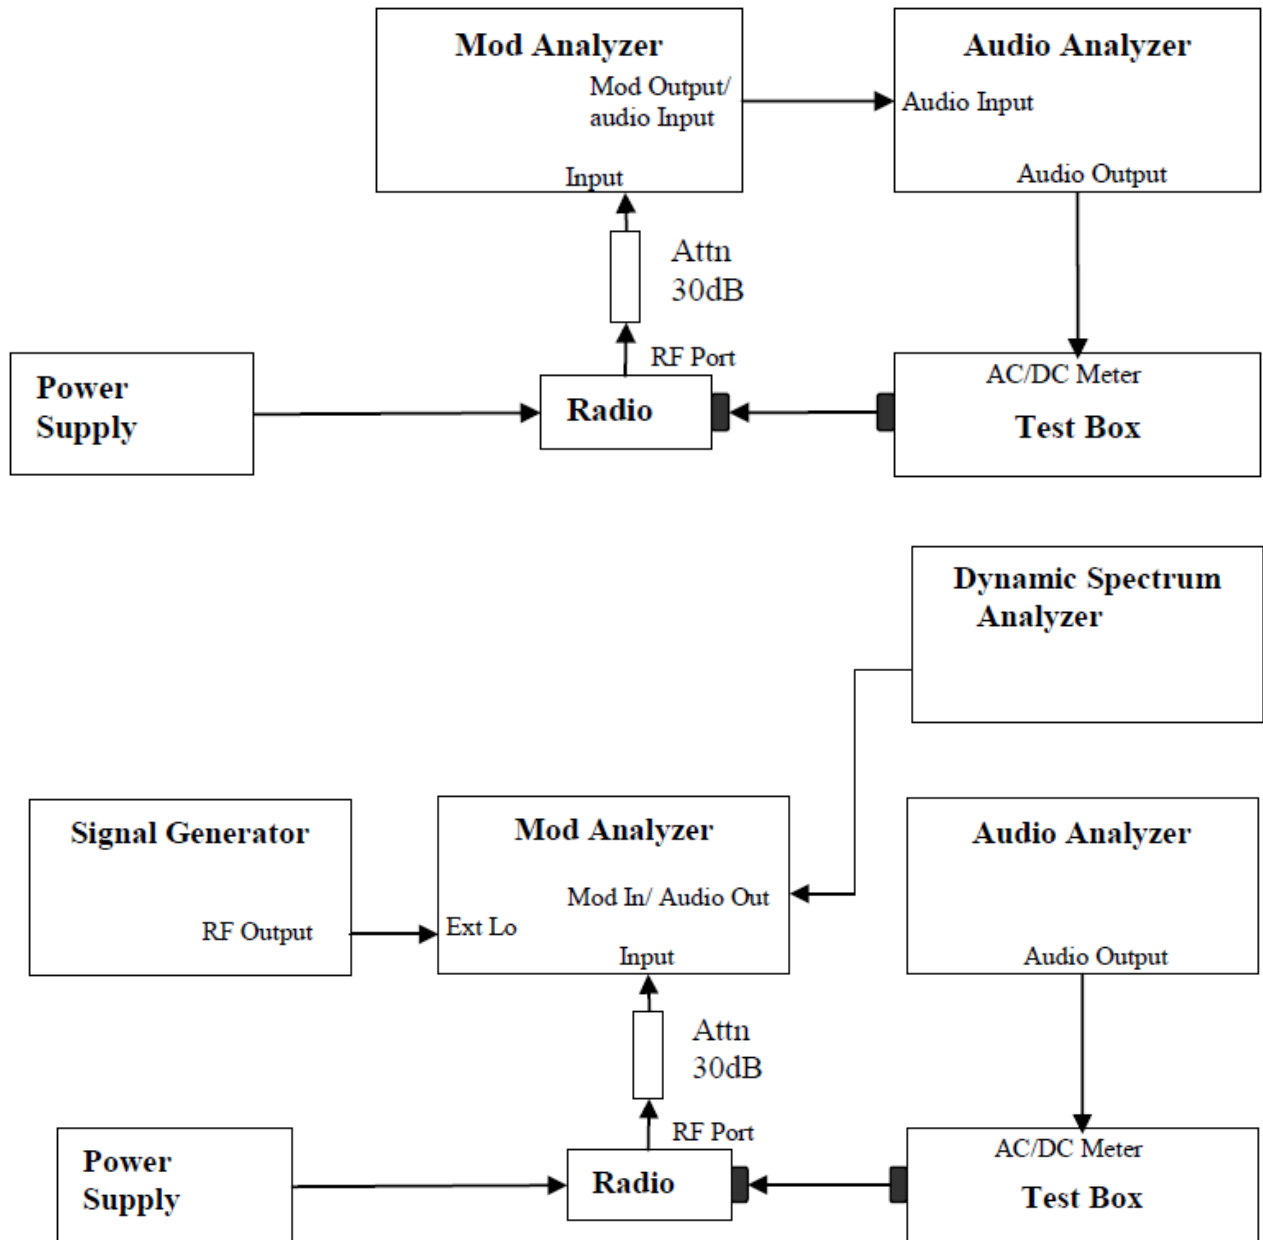 Mod Analyzer
Mod Output/
audio Input
Input
Audio Analyzer
Audio Input
Audio Output
Attn
30dB
RF Port
Power
Supply
Radio
AC/DC Meter
Test Box
Dynamic Spectrum
Analyzer
Signal Generator
RF Output
Mod Analyzer
Mod In/ Audio Out
Ext Lo
Input
Audio Analyzer
Audio Output
Attn
30dB
RF Port
Power
Supply
Radio
AC/DC Meter
Test Box